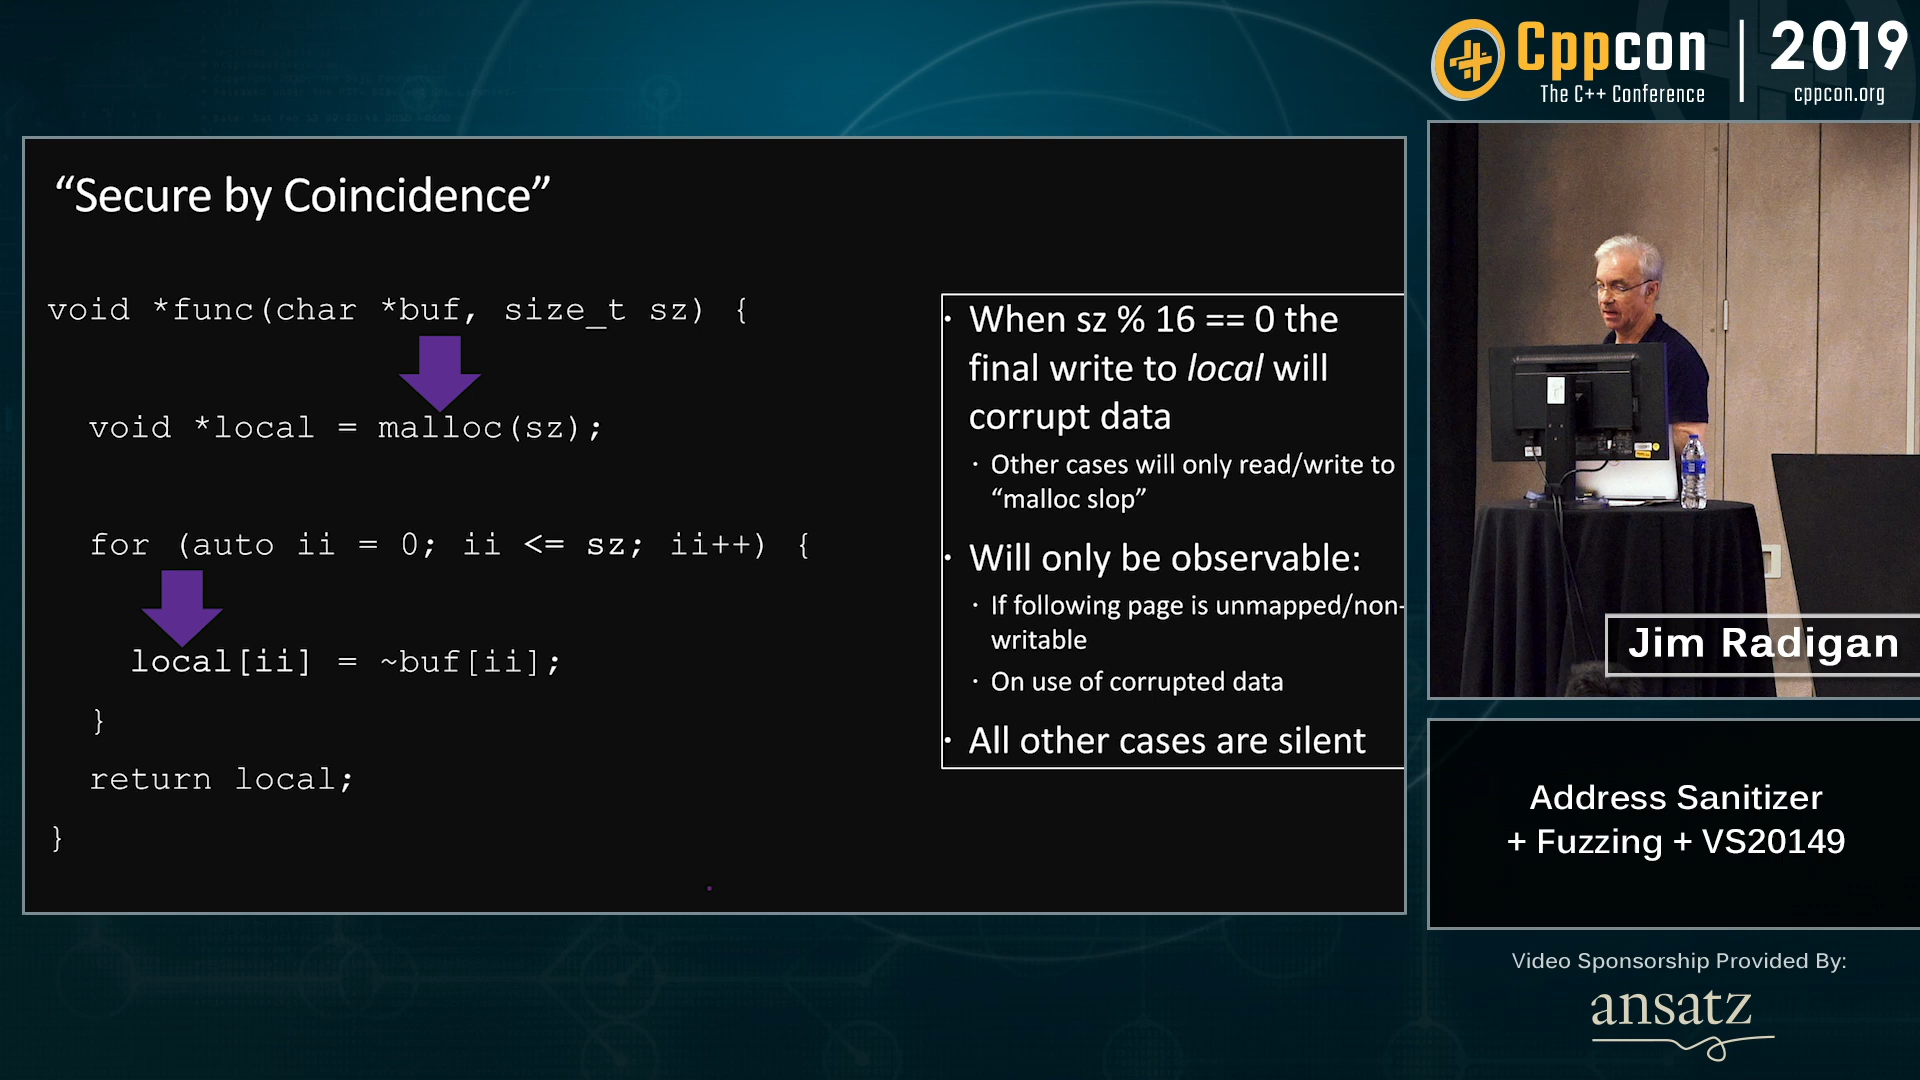 Cppcon
The C++ Conference
2019
cppcon.org
“Secure by Coincidence”
void *func(char *buf, size_t sz) {
void *local = malloc(sz);
for (auto ii = 0; ii <= sz; ii++) {
local[ii] = ~buf[ii];
}
return local;
}
· When sz % 16 == 0 the
final write to local will
corrupt data
· Other cases will only read/write to
“malloc slop”
· Will only be observable:
· If following page is unmapped/non-
writable
· On use of corrupted data
· All other cases are silent
Jim Radigan
Address Sanitizer
+ Fuzzing + VS20149
Video Sponsorship Provided By:
ansatz